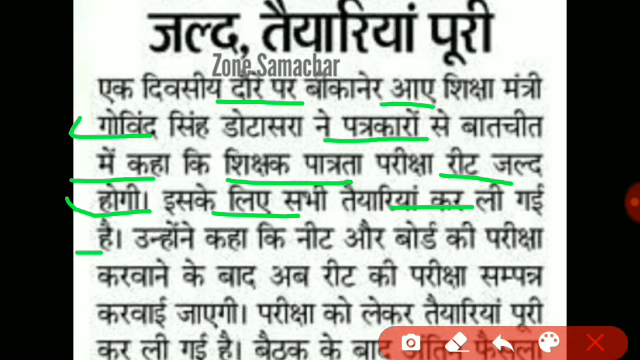 जल्द, तैयारियां पूरी
Zone Samachar
एक दिवसीय दौरे पर बीकानेर आए शिक्षा मंत्री
गोविंद सिंह डोटासरा ने पत्रकारों से बातचीत
में कहा कि शिक्षक पात्रता परीक्षा रीट जल्द
होगी। इसके लिए सभी तैयारियां कर ली गई
है। उन्होंने कहा कि नीट और बोर्ड की परीक्षा
करवाने के बाद अब रीट की परीक्षा सम्पन्न
करवाई जाएगी। परीक्षा को लेकर तैयारियां पूरी
कर ली गई है। बैठक के बाद अंतिम फैसला